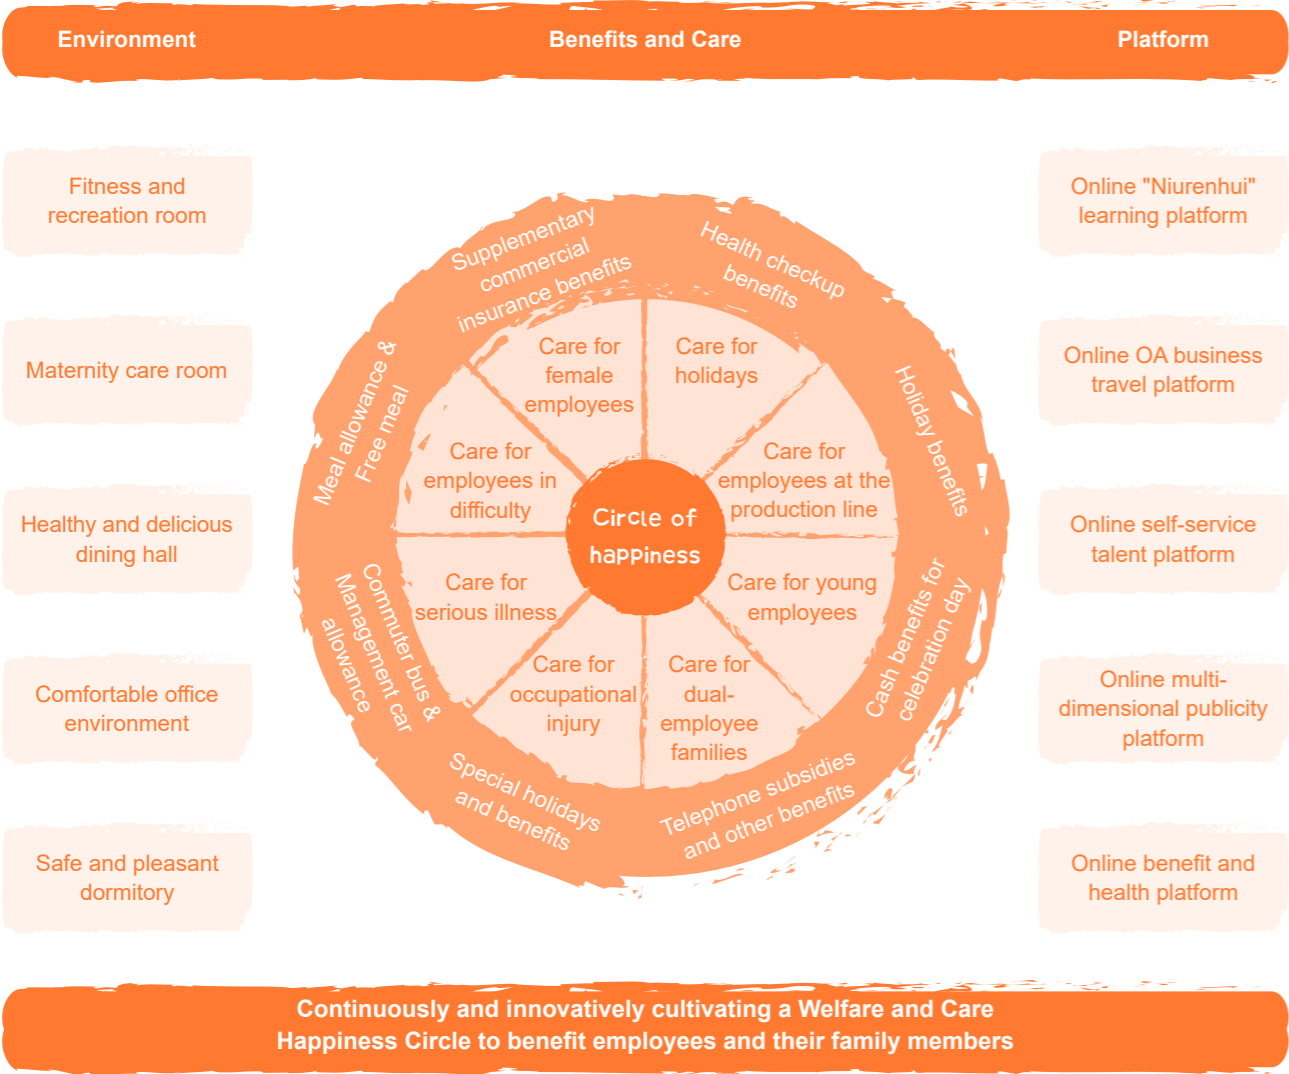 Environment
Benefits and Care
Platform
Fitness and
recreation room
Maternity care room
Healthy and delicious
dining hall
Comfortable office
environment
Safe and pleasant
dormitory
Supplementary
commercial
insurance benefits
Health checkup
benefits
Holiday benefits
Cash benefits for
celebration day
Telephone subsidies
and other benefits
Special holidays
and benefits
Commuter bus &
Management car
allowance
Meal allowance &
Free meal
Care for
female
employees
Care for
holidays
Care for
employees at the
production line
Care for young
employees
Care for
dual-
employee
families
Care for
occupational
injury
Care for
serious illness
Care for
employees in
difficulty
Circle of
happiness
Online "Niurenhui"
learning platform
Online OA business
travel platform
Online self-service
talent platform
Online multi-
dimensional publicity
platform
Online benefit and
health platform
Continuously and innovatively cultivating a Welfare and Care
Happiness Circle to benefit employees and their family members